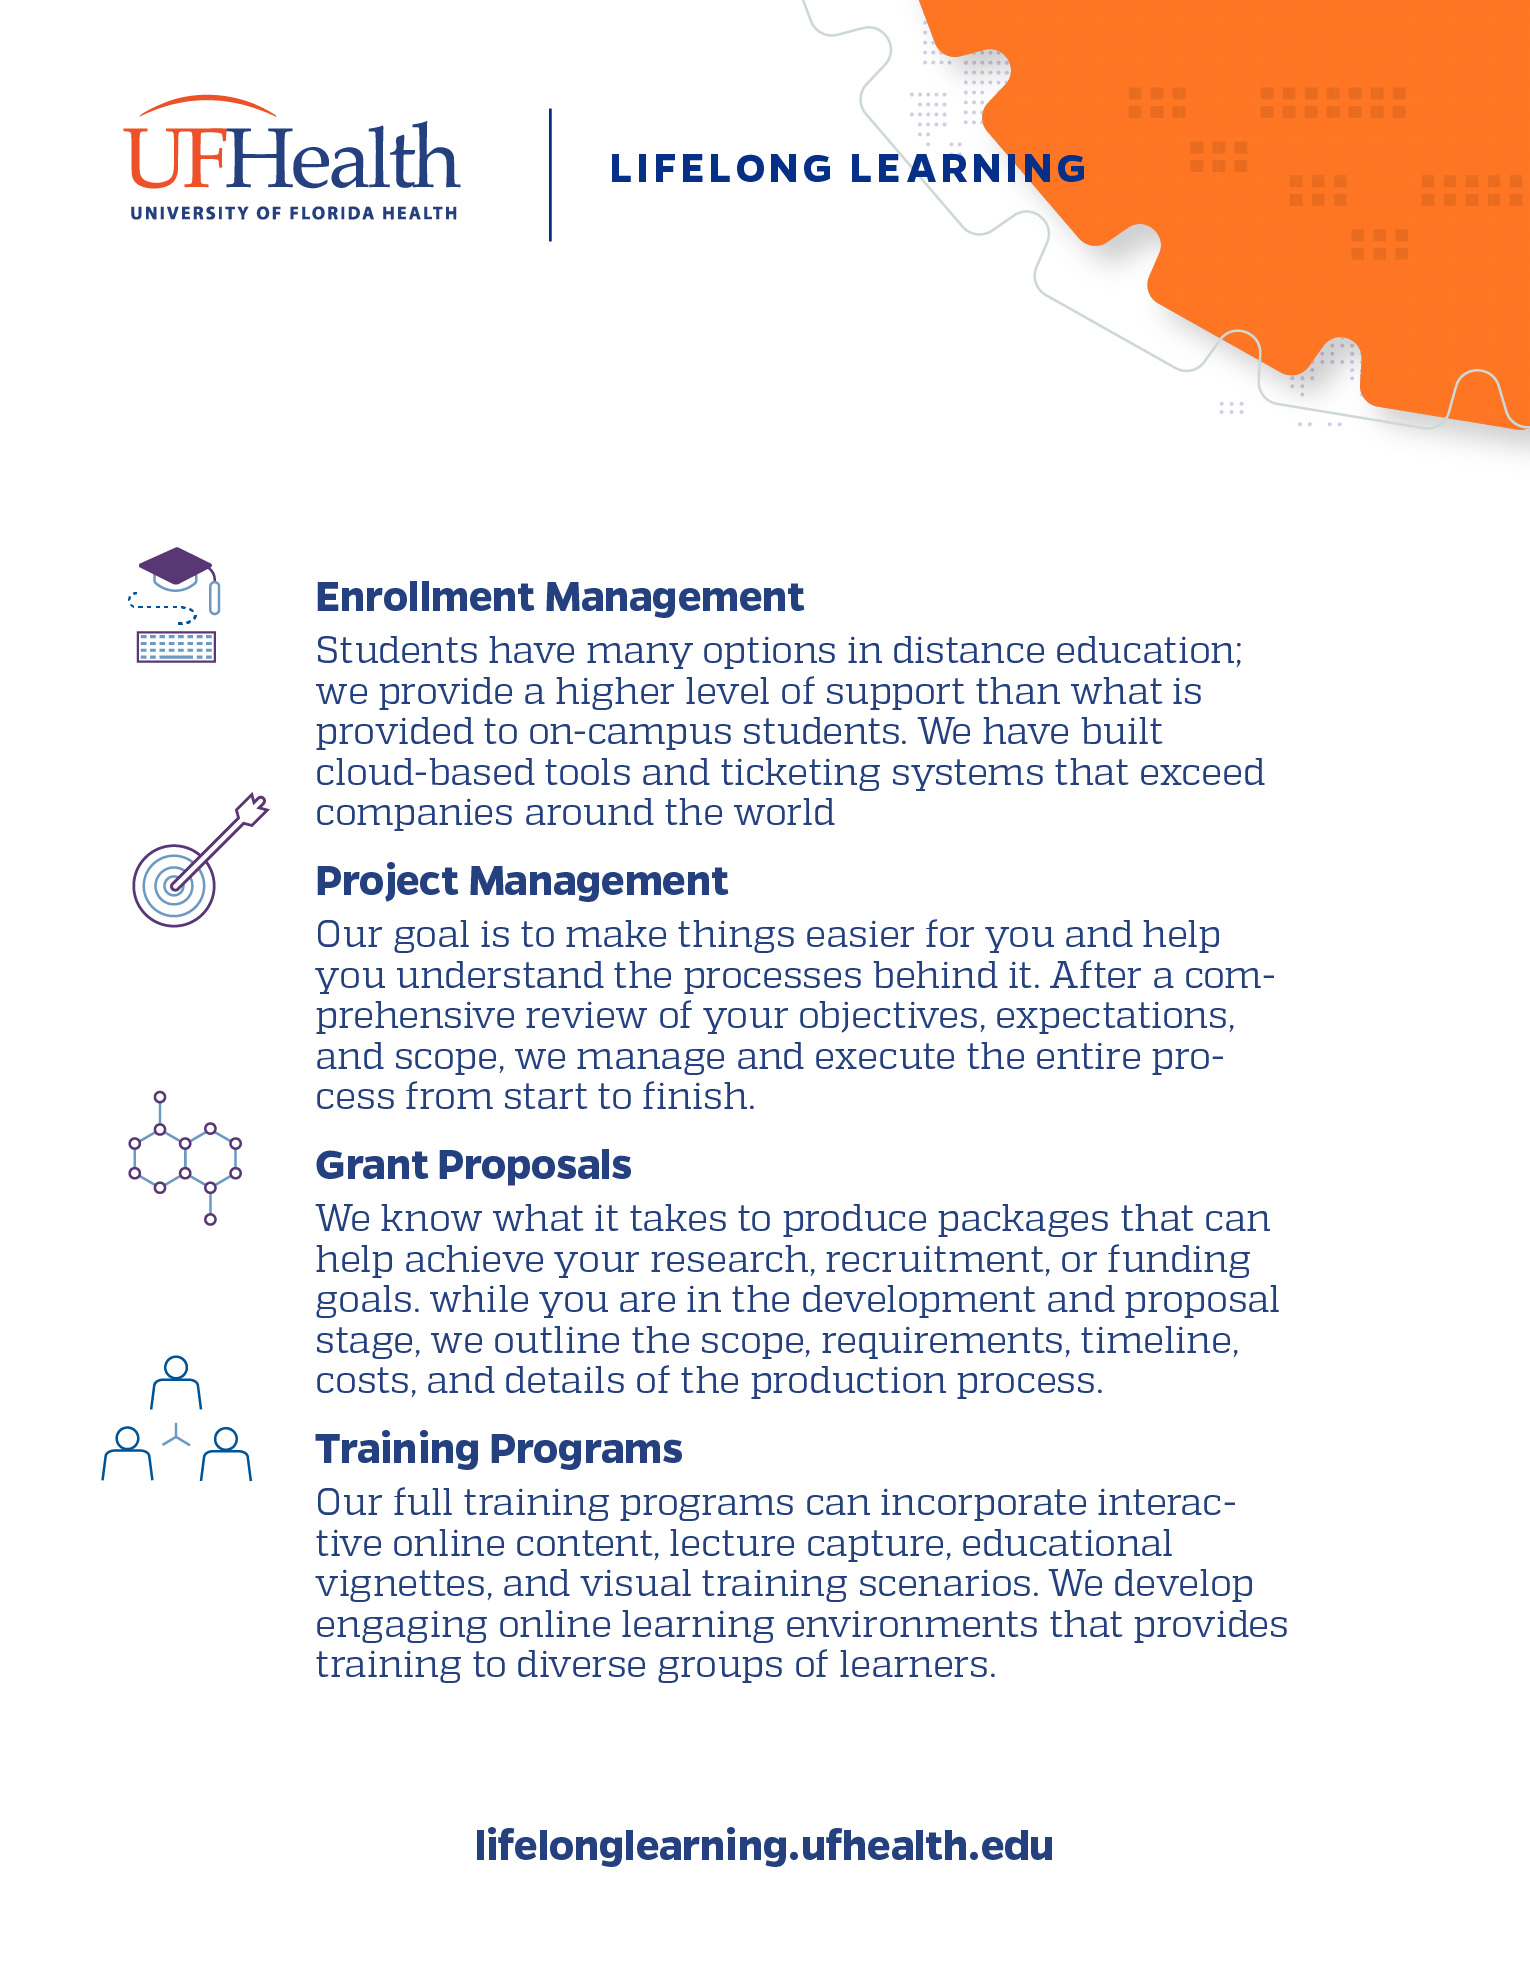 UFHealth
UNIVERSITY OF FLORIDA HEALTH
LIFELONG LEARNING
Enrollment Management
Students have many options in distance education;
we provide a higher level of support than what is
provided to on-campus students. We have built
cloud-based tools and ticketing systems that exceed
companies around the world
Project Management
Our goal is to make things easier for you and help
you understand the processes behind it. After a com-
prehensive review of your objectives, expectations,
and scope, we manage and execute the entire pro-
cess from start to finish.
Grant Proposals
We know what it takes to produce packages that can
help achieve your research, recruitment, or funding
goals. while you are in the development and proposal
stage, we outline the scope, requirements, timeline,
costs, and details of the production process.
Training Programs
Our full training programs can incorporate interac-
tive online content, lecture capture, educational
vignettes, and visual training scenarios. We develop
engaging online learning environments that provides
training to diverse groups of learners.
lifelonglearning.ufhealth.edu